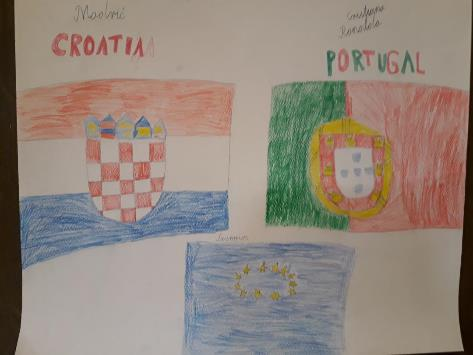 Modrić
CROATIA
Cristiano
Ronaldo
PORTUGAL